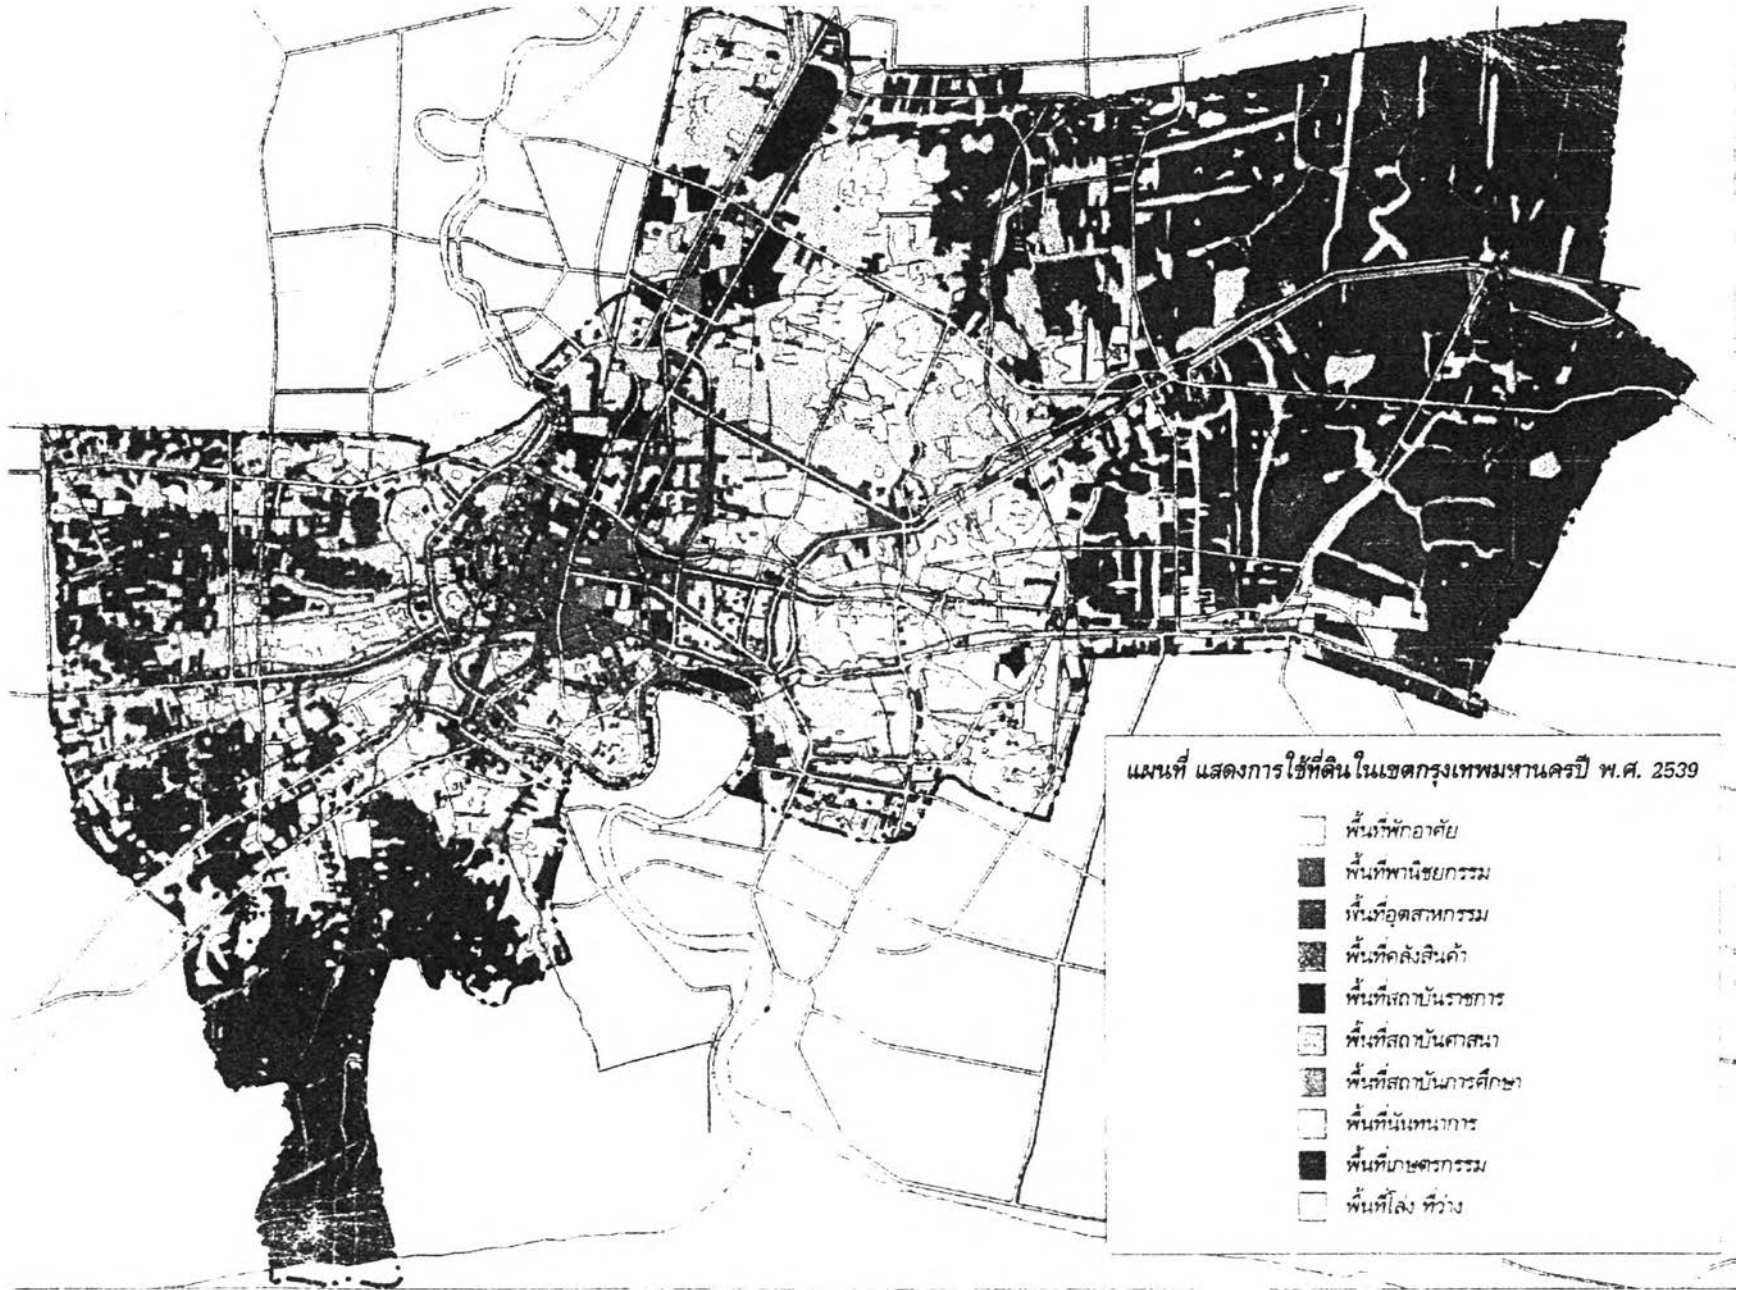 แผนที่ แสดงการใช้ที่ดินในเขตกรุงเทพมหานครปี พ.ศ. 2539
พื้นที่พักอาศัย
พื้นที่พานิชยกรรม
พื้นที่อุตสาหกรรม
พื้นที่คลังสินค้า
พื้นที่สถาบันราชการ
พื้นที่สถาบันศาสนา
พื้นที่สถาบันการศึกษา
พื้นที่นันทนาการ
พื้นที่เกษตรกรรม
พื้นที่โล่ง ที่ว่าง